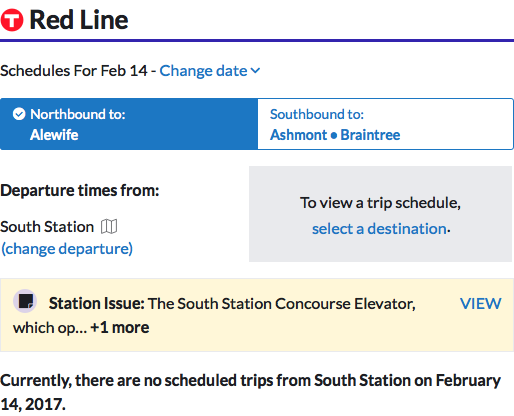 T Red Line
Schedules For Feb 14 - Change date
Northbound to:
Alewife
Southbound to:
Ashmont • Braintree
Departure times from:
South Station
(change departure)
To view a trip schedule,
select a destination.
Station Issue: The South Station Concourse Elevator,
which op... +1 more
VIEW
Currently, there are no scheduled trips from South Station on February
14, 2017.